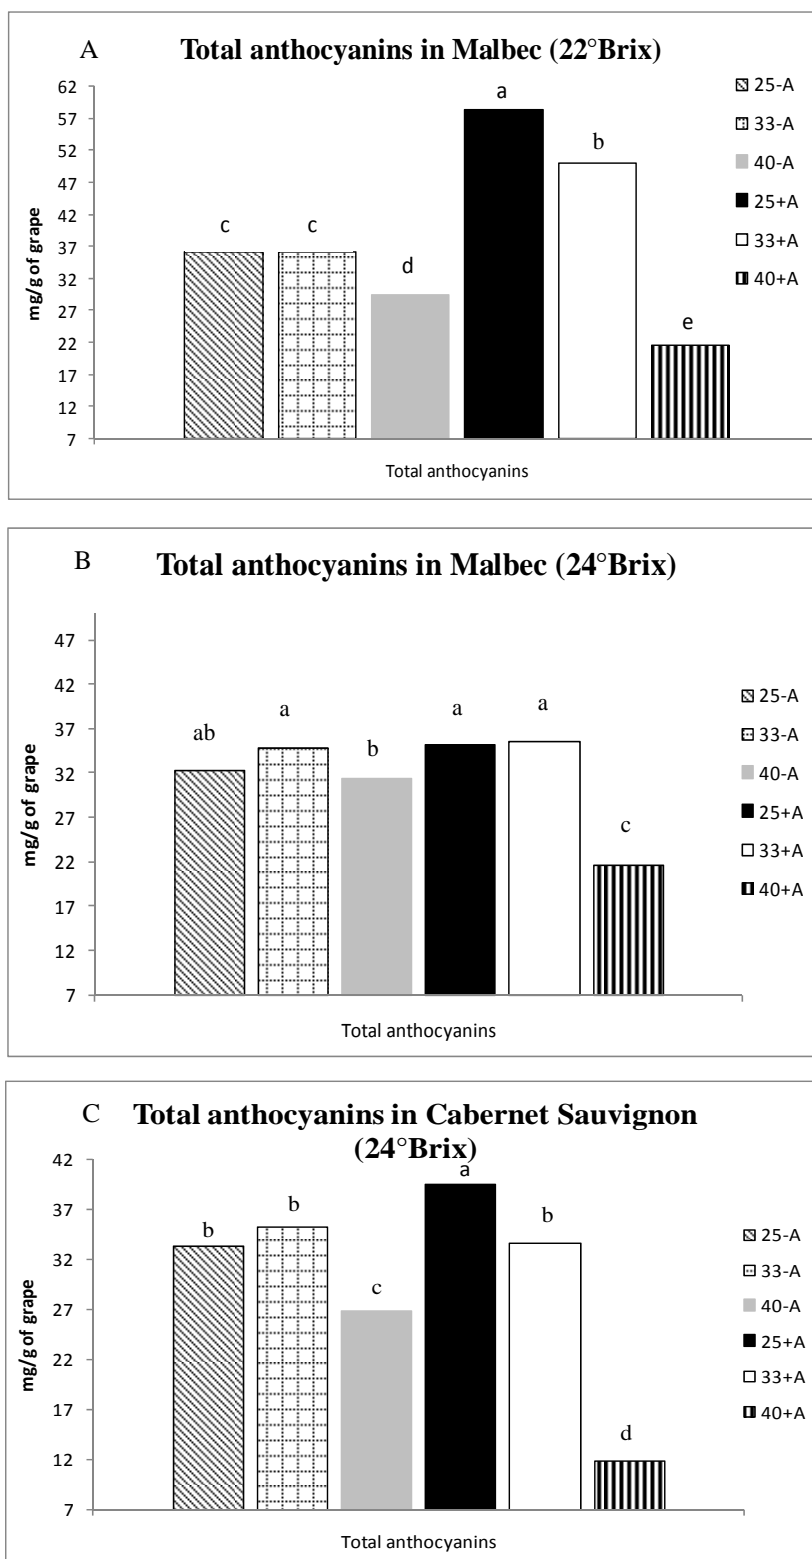 A
Total anthocyanins in Malbec (22°Brix)
mg/g of grape
62
57
52
47
42
37
32
27
22
17
12
7
c
c
d
a
b
e
Total anthocyanins
25-A
33-A
40-A
25+A
33+A
40+A
B
Total anthocyanins in Malbec (24°Brix)
mg/g of grape
47
42
37
32
27
22
17
12
7
ab
a
b
a
a
c
Total anthocyanins
25-A
33-A
40-A
25+A
33+A
40+A
C
Total anthocyanins in Cabernet Sauvignon
(24°Brix)
mg/g of grape
42
37
32
27
22
17
12
7
b
b
c
a
b
d
Total anthocyanins
25-A
33-A
40-A
25+A
33+A
40+A